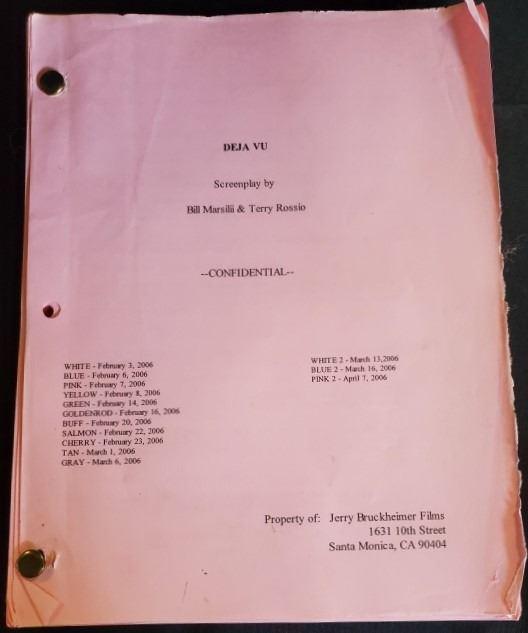 DEJA VU
Screenplay by
Bill Marsilii & Terry Rossio
--CONFIDENTIAL--
WHITE - February 3, 2006
BLUE - February 6, 2006
PINK - February 7, 2006
YELLOW - February 8, 2006
GREEN - February 14, 2006
GOLDENROD - February 16, 2006
BUFF - February 20, 2006
SALMON - February 22, 2006
CHERRY - February 23, 2006
TAN - March 1, 2006
GRAY - March 6, 2006
WHITE 2 - March 13,2006
BLUE 2 - March 16, 2006
PINK 2 - April 7, 2006
Property of: Jerry Bruckheimer Films
1631 10th Street
Santa Monica, CA 90404